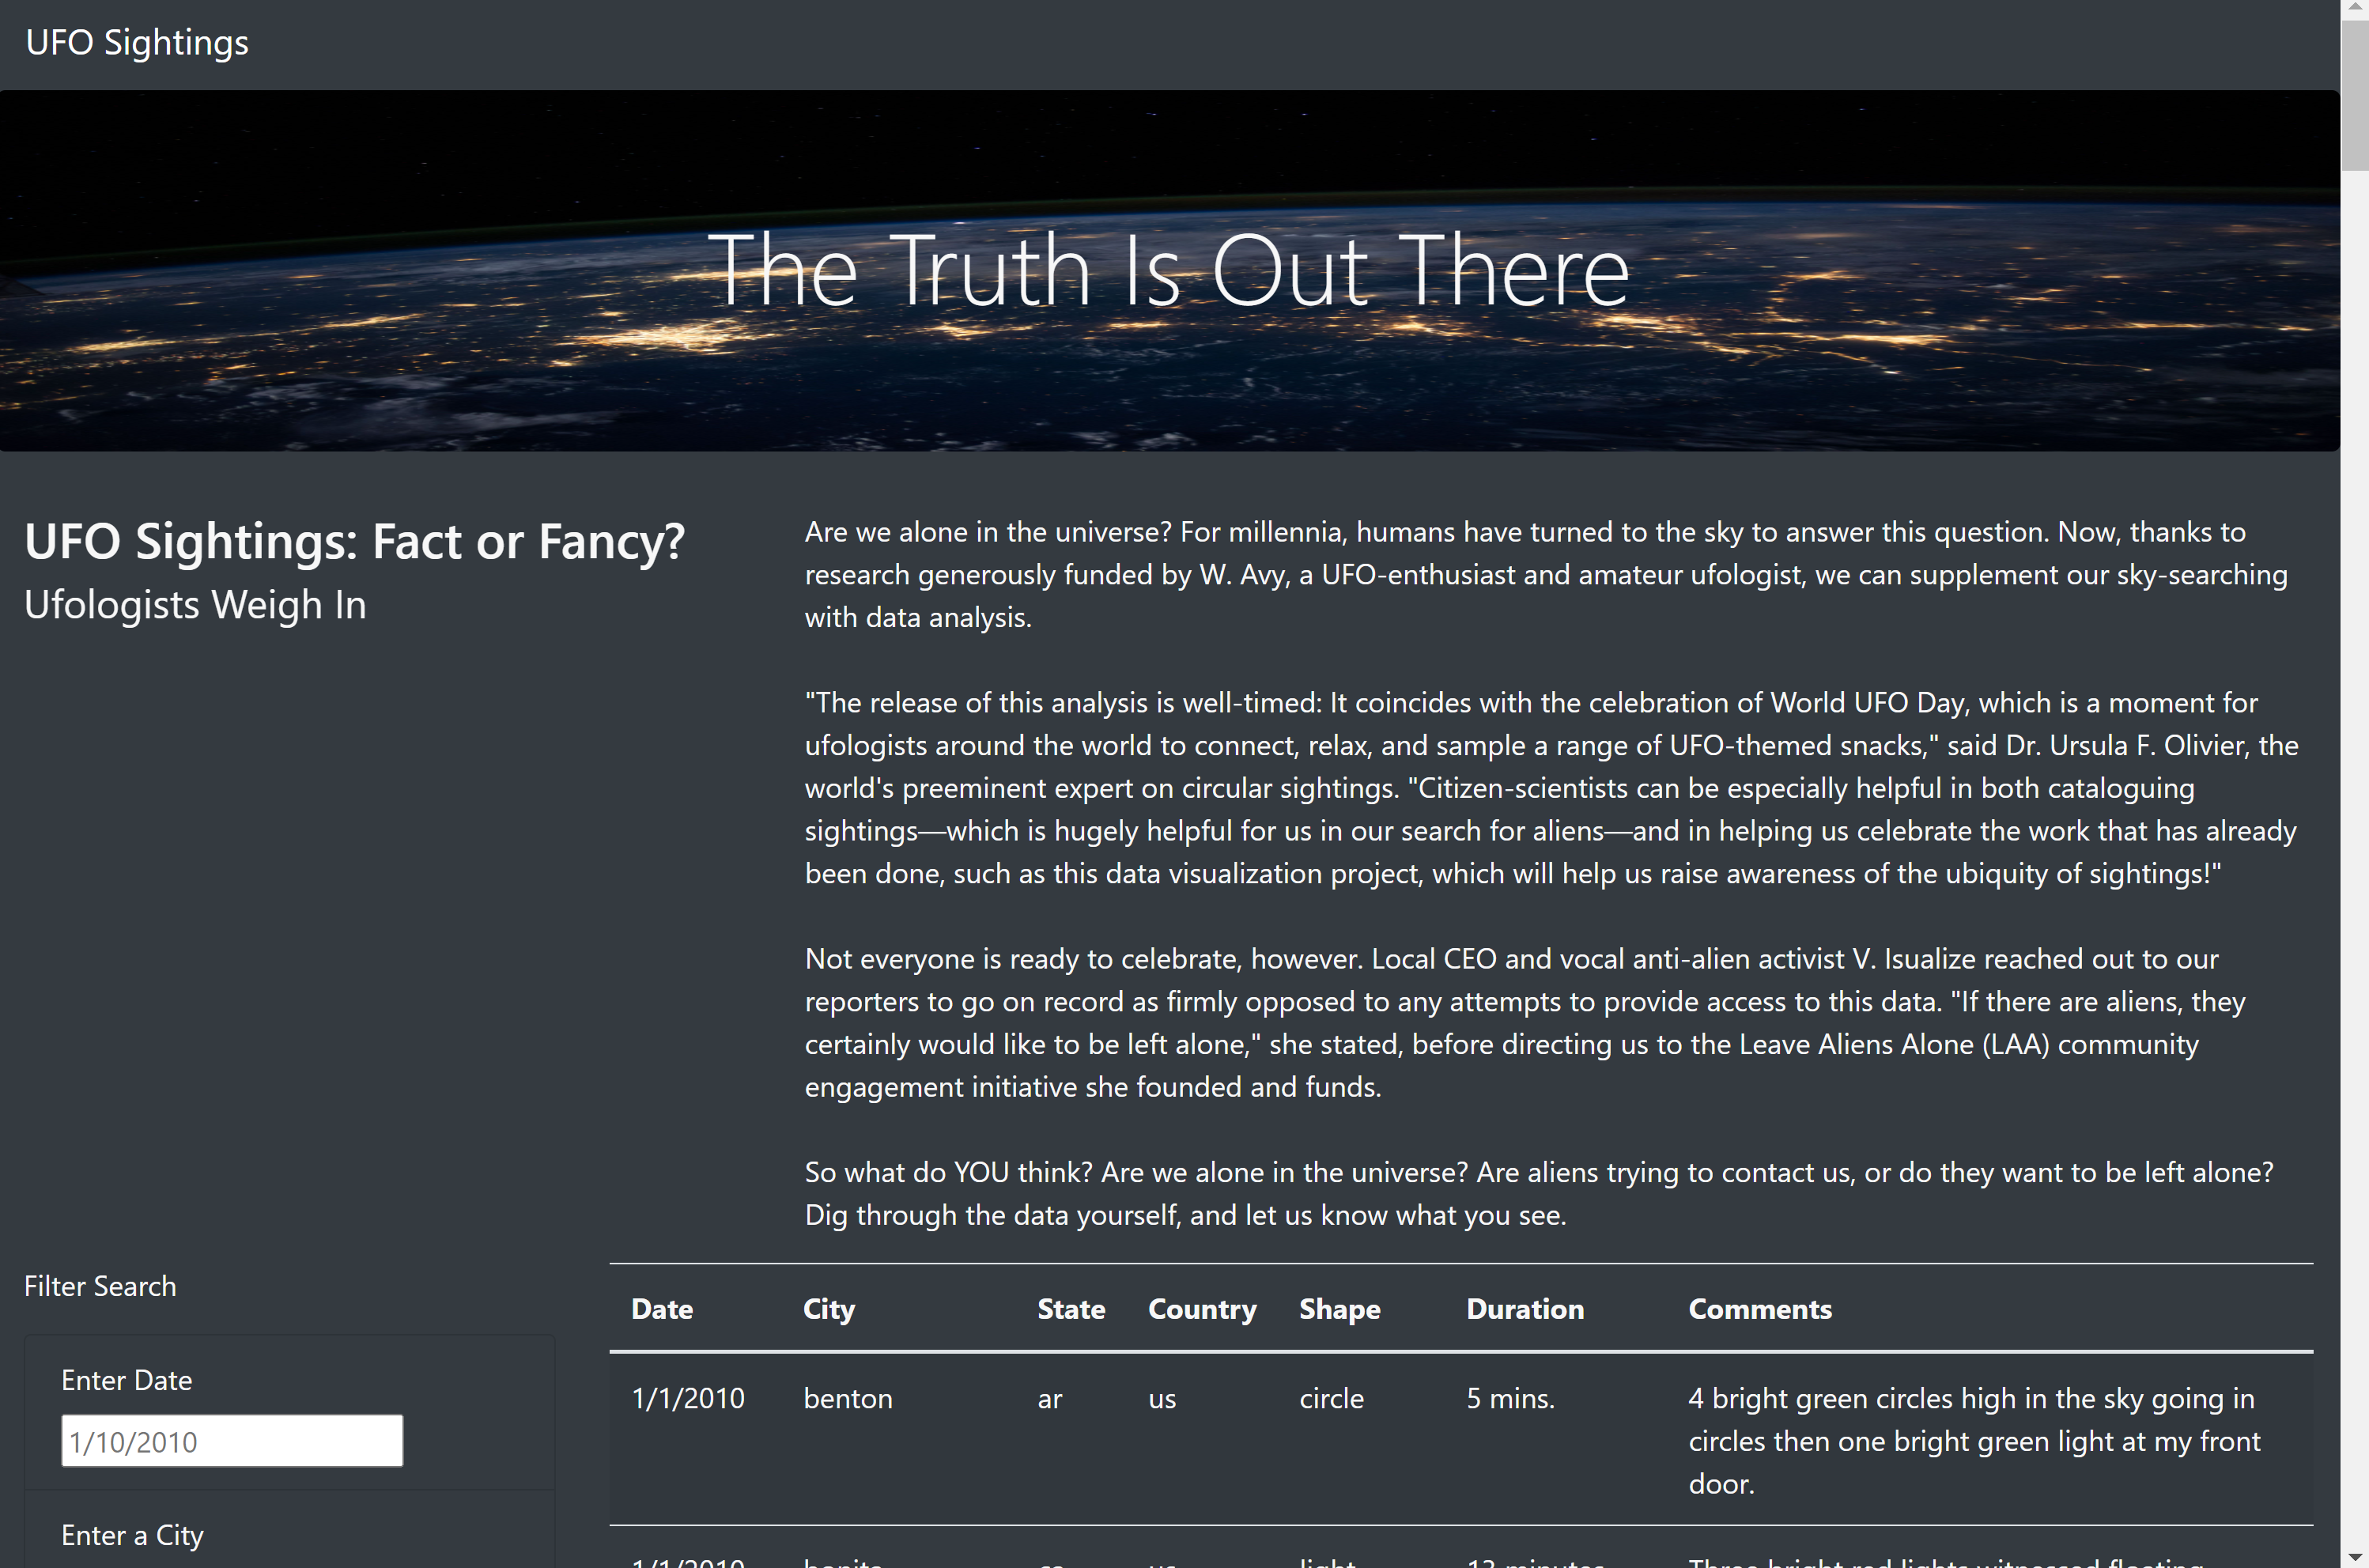 UFO Sightings
The Truth Is Out There
UFO Sightings: Fact or Fancy?
Ufologists Weigh In
Are we alone in the universe? For millennia, humans have turned to the sky to answer this question. Now, thanks to
research generously funded by W. Avy, a UFO-enthusiast and amateur ufologist, we can supplement our sky-searching
with data analysis.
"The release of this analysis is well-timed: It coincides with the celebration of World UFO Day, which is a moment for
ufologists around the world to connect, relax, and sample a range of UFO-themed snacks," said Dr. Ursula F. Olivier, the
world's preeminent expert on circular sightings. "Citizen-scientists can be especially helpful in both cataloguing
sightings—which is hugely helpful for us in our search for aliens—and in helping us celebrate the work that has already
been done, such as this data visualization project, which will help us raise awareness of the ubiquity of sightings!"
Not everyone is ready to celebrate, however. Local CEO and vocal anti-alien activist V. Isualize reached out to our
reporters to go on record as firmly opposed to any attempts to provide access to this data. "If there are aliens, they
certainly would like to be left alone," she stated, before directing us to the Leave Aliens Alone (LAA) community
engagement initiative she founded and funds.
So what do YOU think? Are we alone in the universe? Are aliens trying to contact us, or do they want to be left alone?
Dig through the data yourself, and let us know what you see.
Filter Search
Enter Date
1/10/2010
Enter a City
Date City State Country Shape Duration Comments
1/1/2010 benton ar us circle 5 mins. 4 bright green circles high in the sky going in
circles then one bright green light at my front
door.
1/1/2010 bonita ca us light 13 minutes Three bright red lights witnessed floating